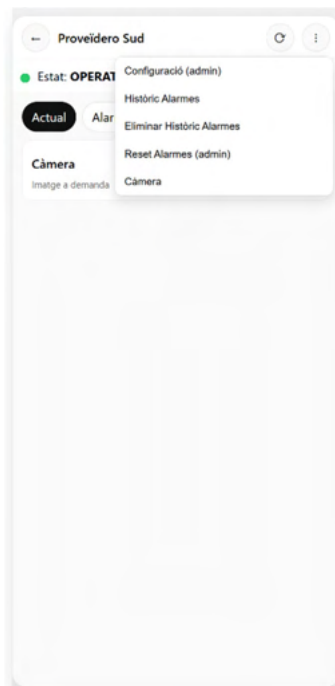 Proveïdero Sud
Estat: OPERAT
Actual Alar
Càmera
Imatge a demanda
Configuració (admin)
Històric Alarmes
Eliminar Històric Alarmes
Reset Alarmes (admin)
Càmera